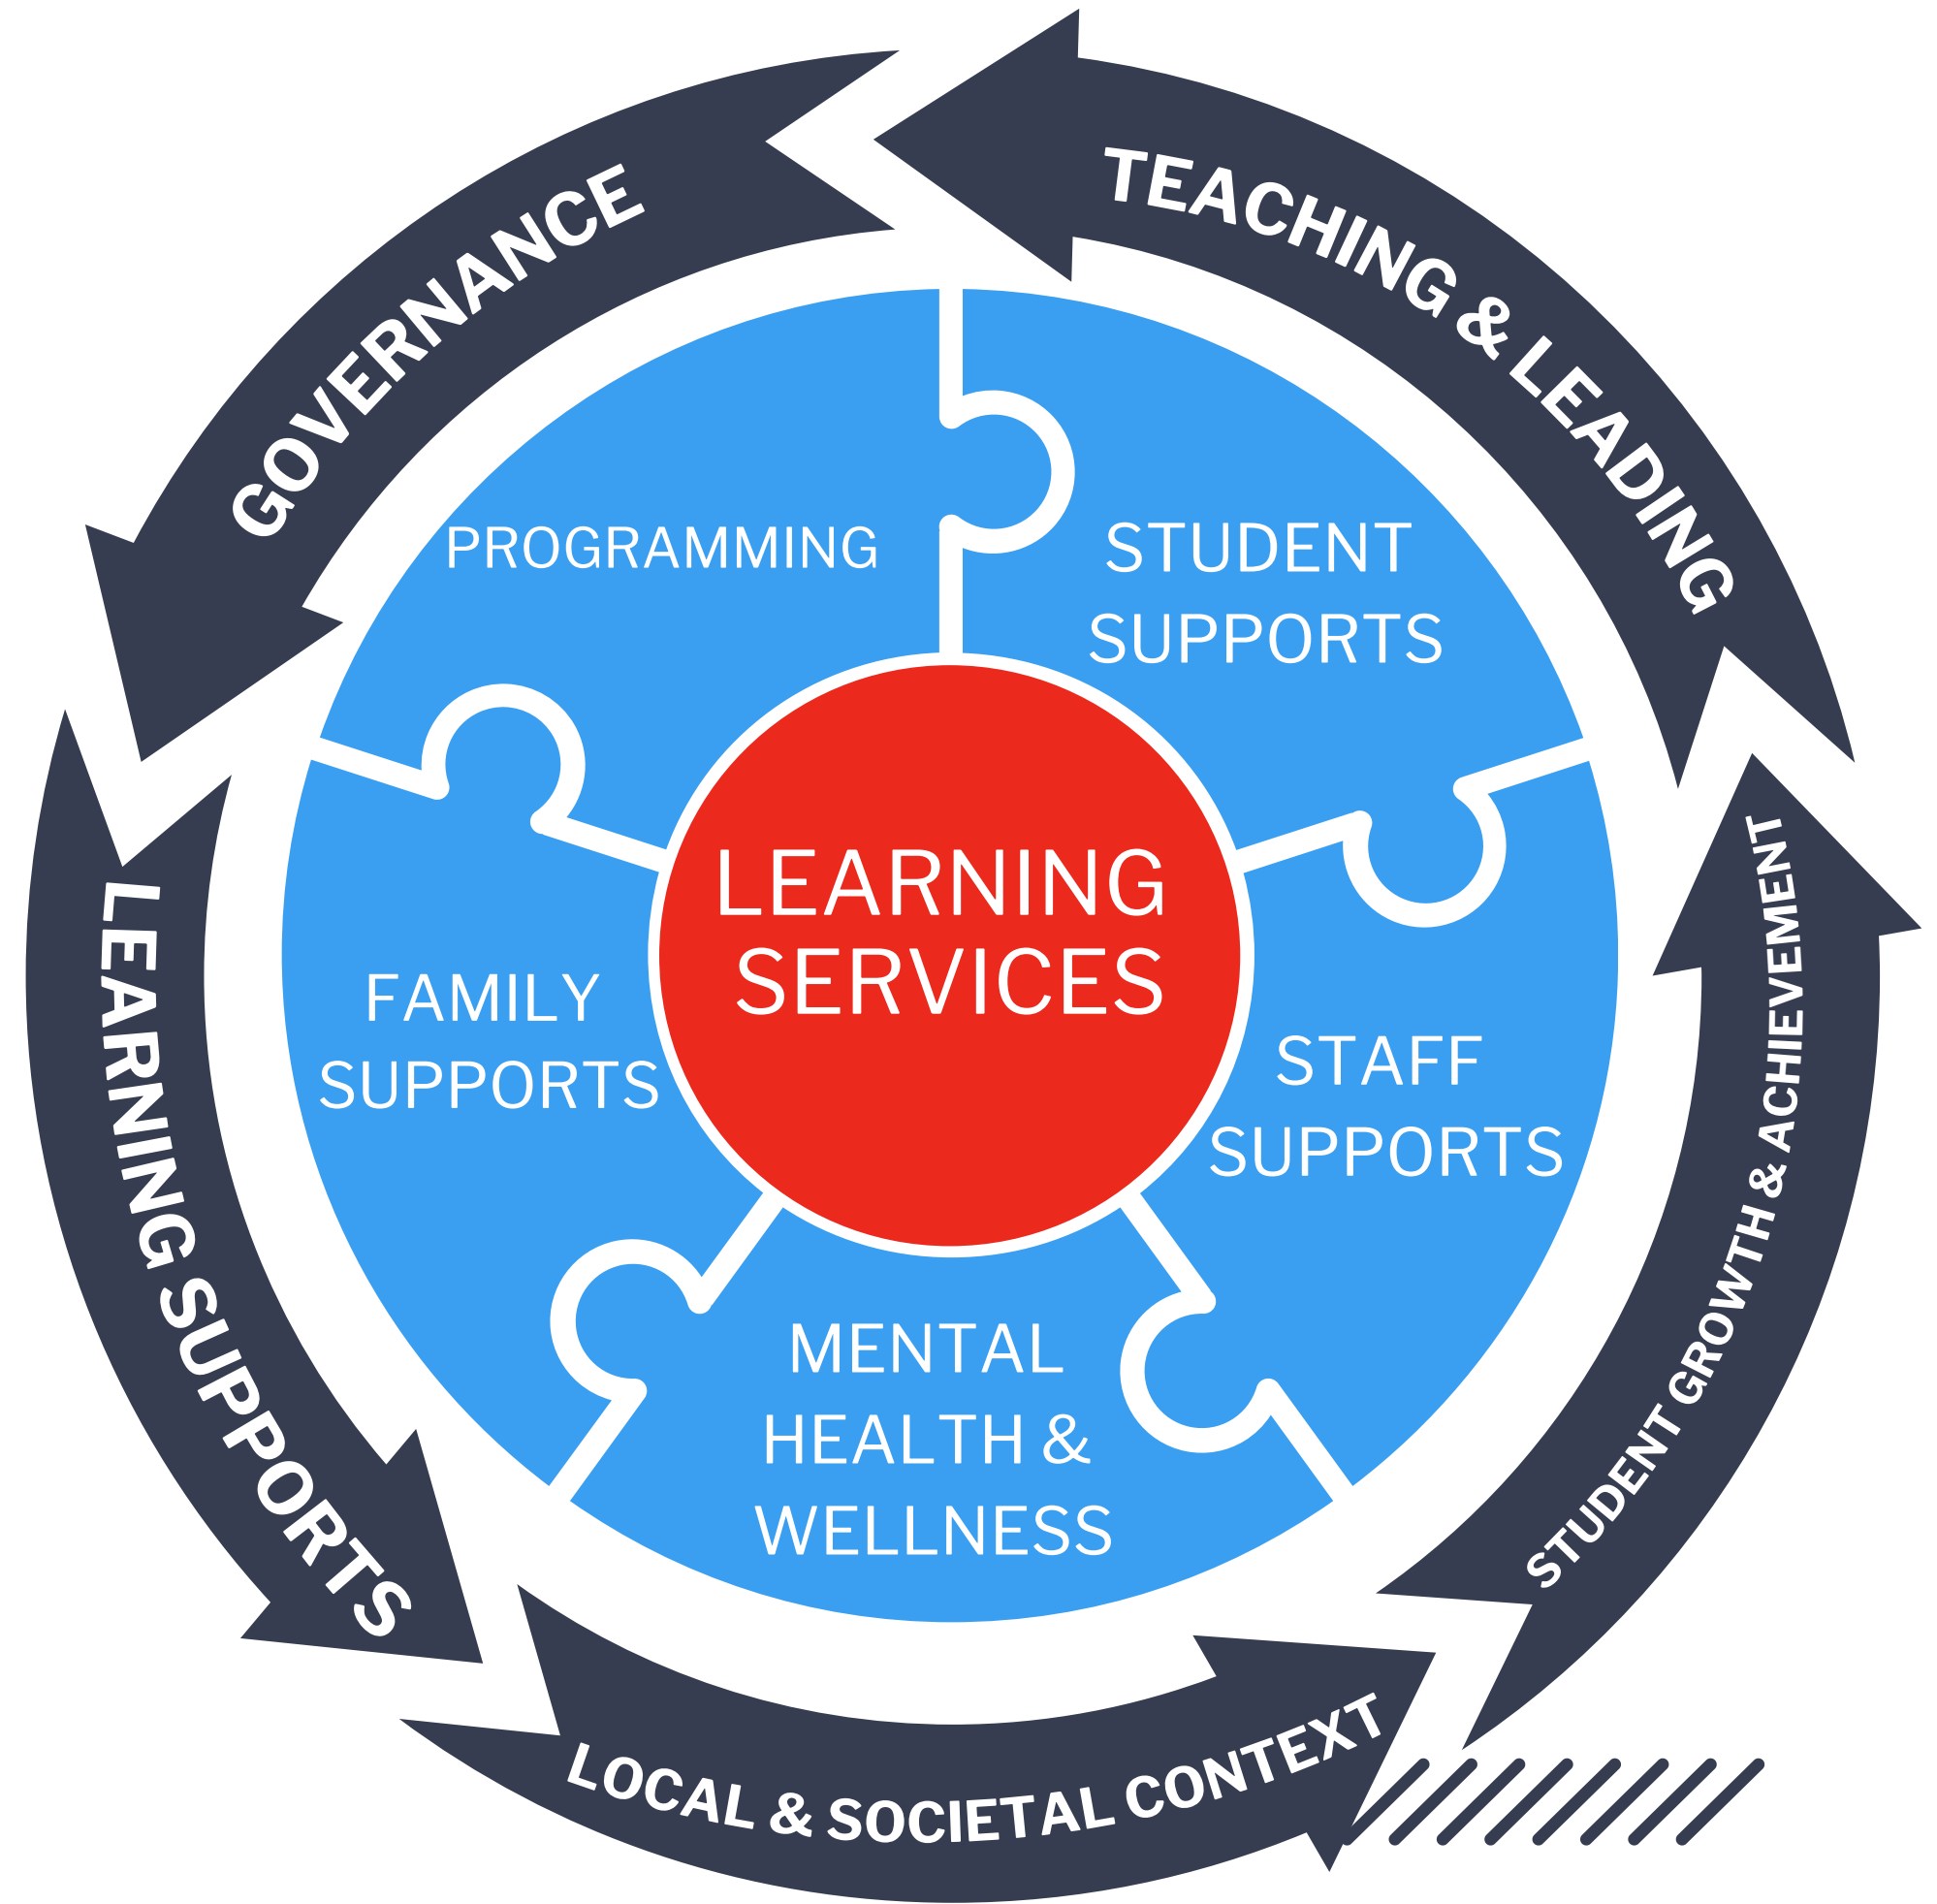 GOVERNANCE
TEACHING & LEADING
PROGRAMMING
STUDENT
SUPPORTS
LEARNING
SERVICES
FAMILY
SUPPORTS
STAFF
SUPPORTS
MENTAL
HEALTH &
WELLNESS
LEARNING SUPPORTS
LOCAL & SOCIETAL CONTEXT
STUDENT GROWTH & ACHIEVEMENT